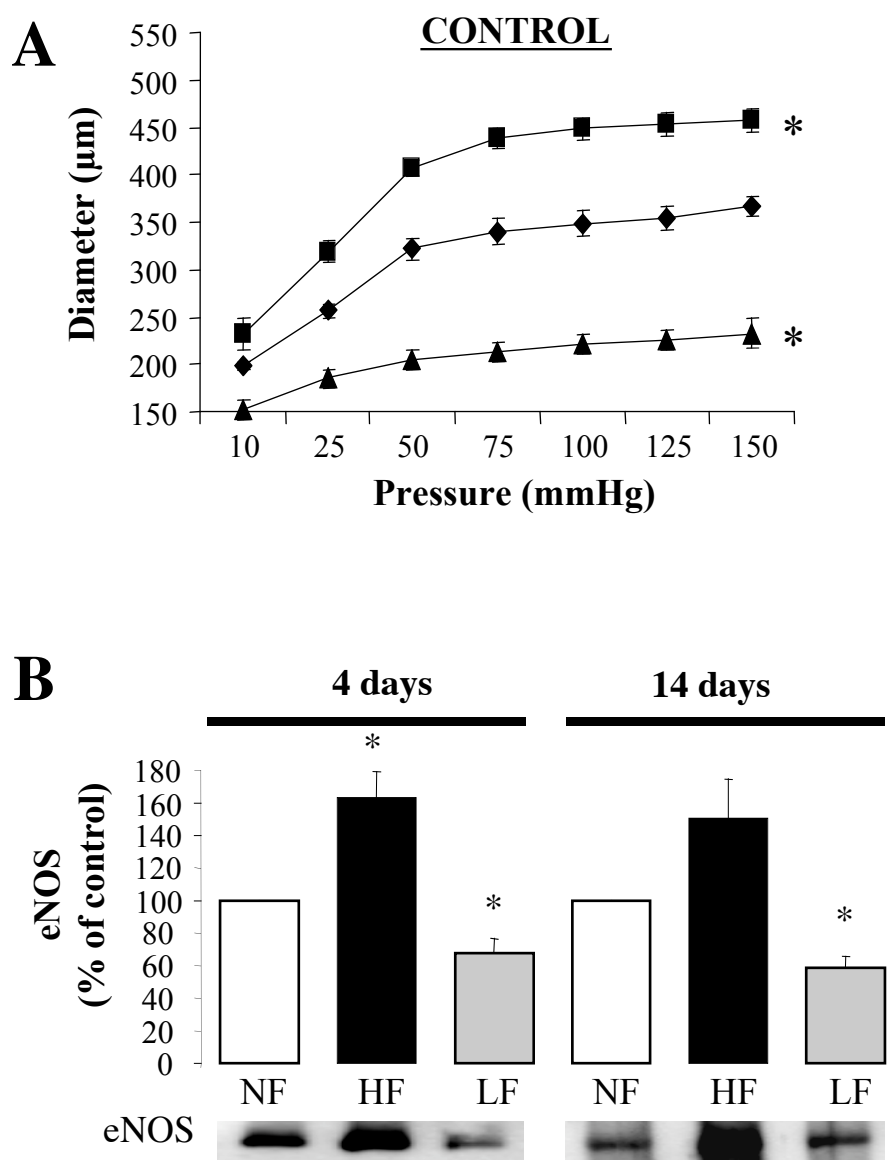 A
CONTROL
Diameter (µm)
550
500
450
400
350
300
250
200
150
*
*
10 25 50 75 100 125 150
Pressure (mmHg)
B
4 days 14 days
eNOS
(% of control)
180
160
140
120
100
80
60
40
20
0
*
*
*
NF HF LF NF HF LF
eNOS